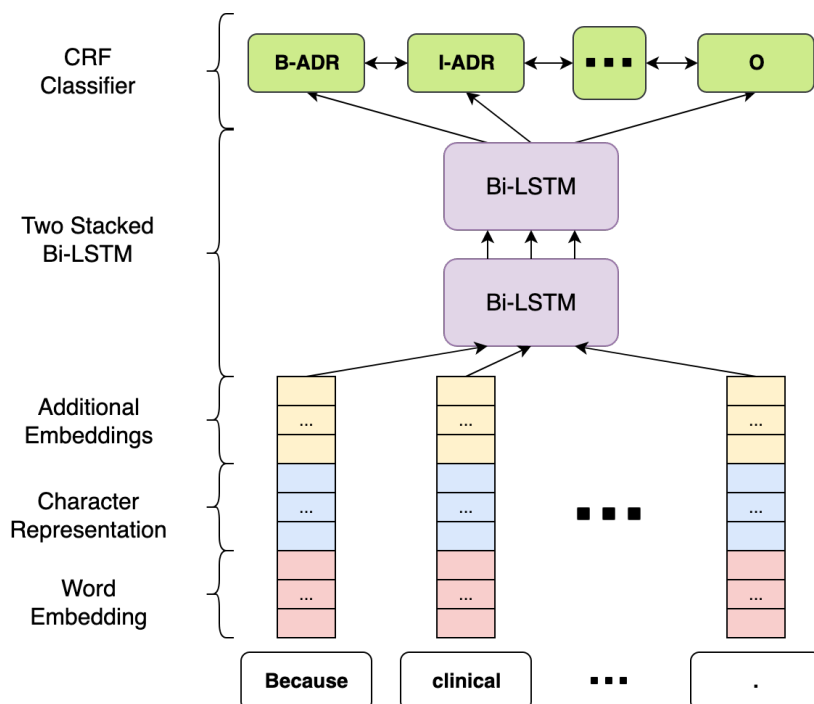 CRF
Classifier
B-ADR
I-ADR
...
O
Two Stacked
Bi-LSTM
Bi-LSTM
Bi-LSTM
Additional
Embeddings
...
...
...
Character
Representation
...
...
...
...
Word
Embedding
...
...
...
Because
clinical
...
.